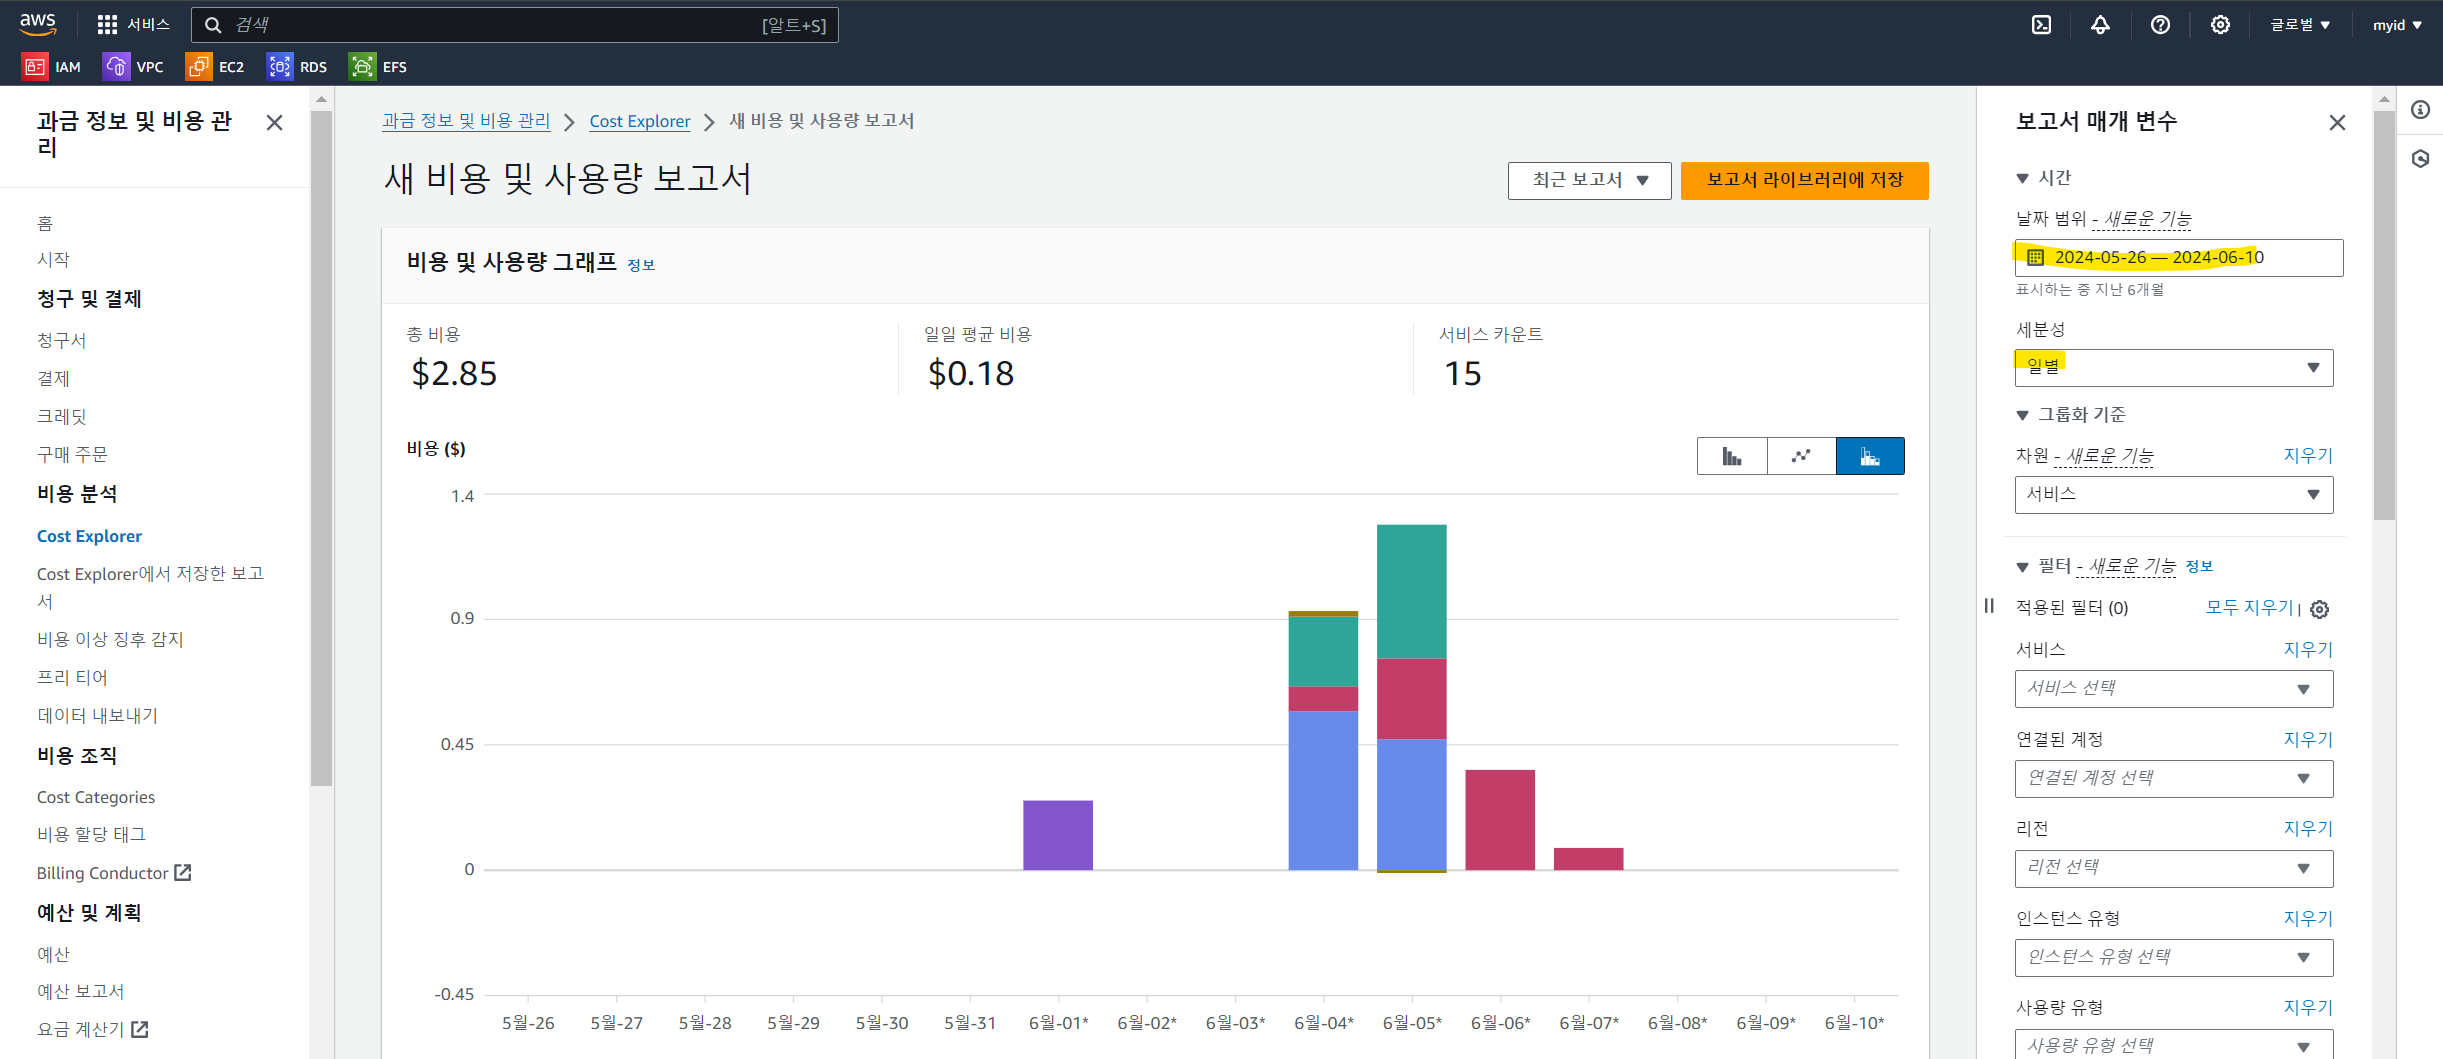 aws
서비스
검색
[알트+S]
글로벌
myid
IAM
VPC
EC2
RDS
EFS
과금 정보 및 비용 관
리
홈
시작
청구 및 결제
청구서
결제
크레딧
구매 주문
비용 분석
Cost Explorer
Cost Explorer에서 저장한 보고
서
비용 이상 징후 감지
프리 티어
데이터 내보내기
비용 조직
Cost Categories
비용 할당 태그
Billing Conductor
예산 및 계획
예산
예산 보고서
요금 계산기
과금 정보 및 비용 관리 > Cost Explorer > 새 비용 및 사용량 보고서
새 비용 및 사용량 보고서
최근 보고서
보고서 라이브러리에 저장
비용 및 사용량 그래프 정보
총 비용
$2.85
일일 평균 비용
$0.18
서비스 카운트
15
비용 ($)
1.4
0.9
0.45
0
-0.45
5월-26
5월-27
5월-28
5월-29
5월-30
5월-31
6월-01*
6월-02*
6월-03*
6월-04*
6월-05*
6월-06*
6월-07*
6월-08*
6월-09*
6월-10*
보고서 매개 변수
시간
날짜 범위 - 새로운 기능
2024-05-26 — 2024-06-10
표시하는 중 지난 6개월
세분성
일별
그룹화 기준
차원 - 새로운 기능 지우기
서비스
필터 - 새로운 기능 정보
적용된 필터 (0) 모두 지우기
서비스 지우기
서비스 선택
연결된 계정 지우기
연결된 계정 선택
리전 지우기
리전 선택
인스턴스 유형 지우기
인스턴스 유형 선택
사용량 유형 지우기
사용량 유형 선택